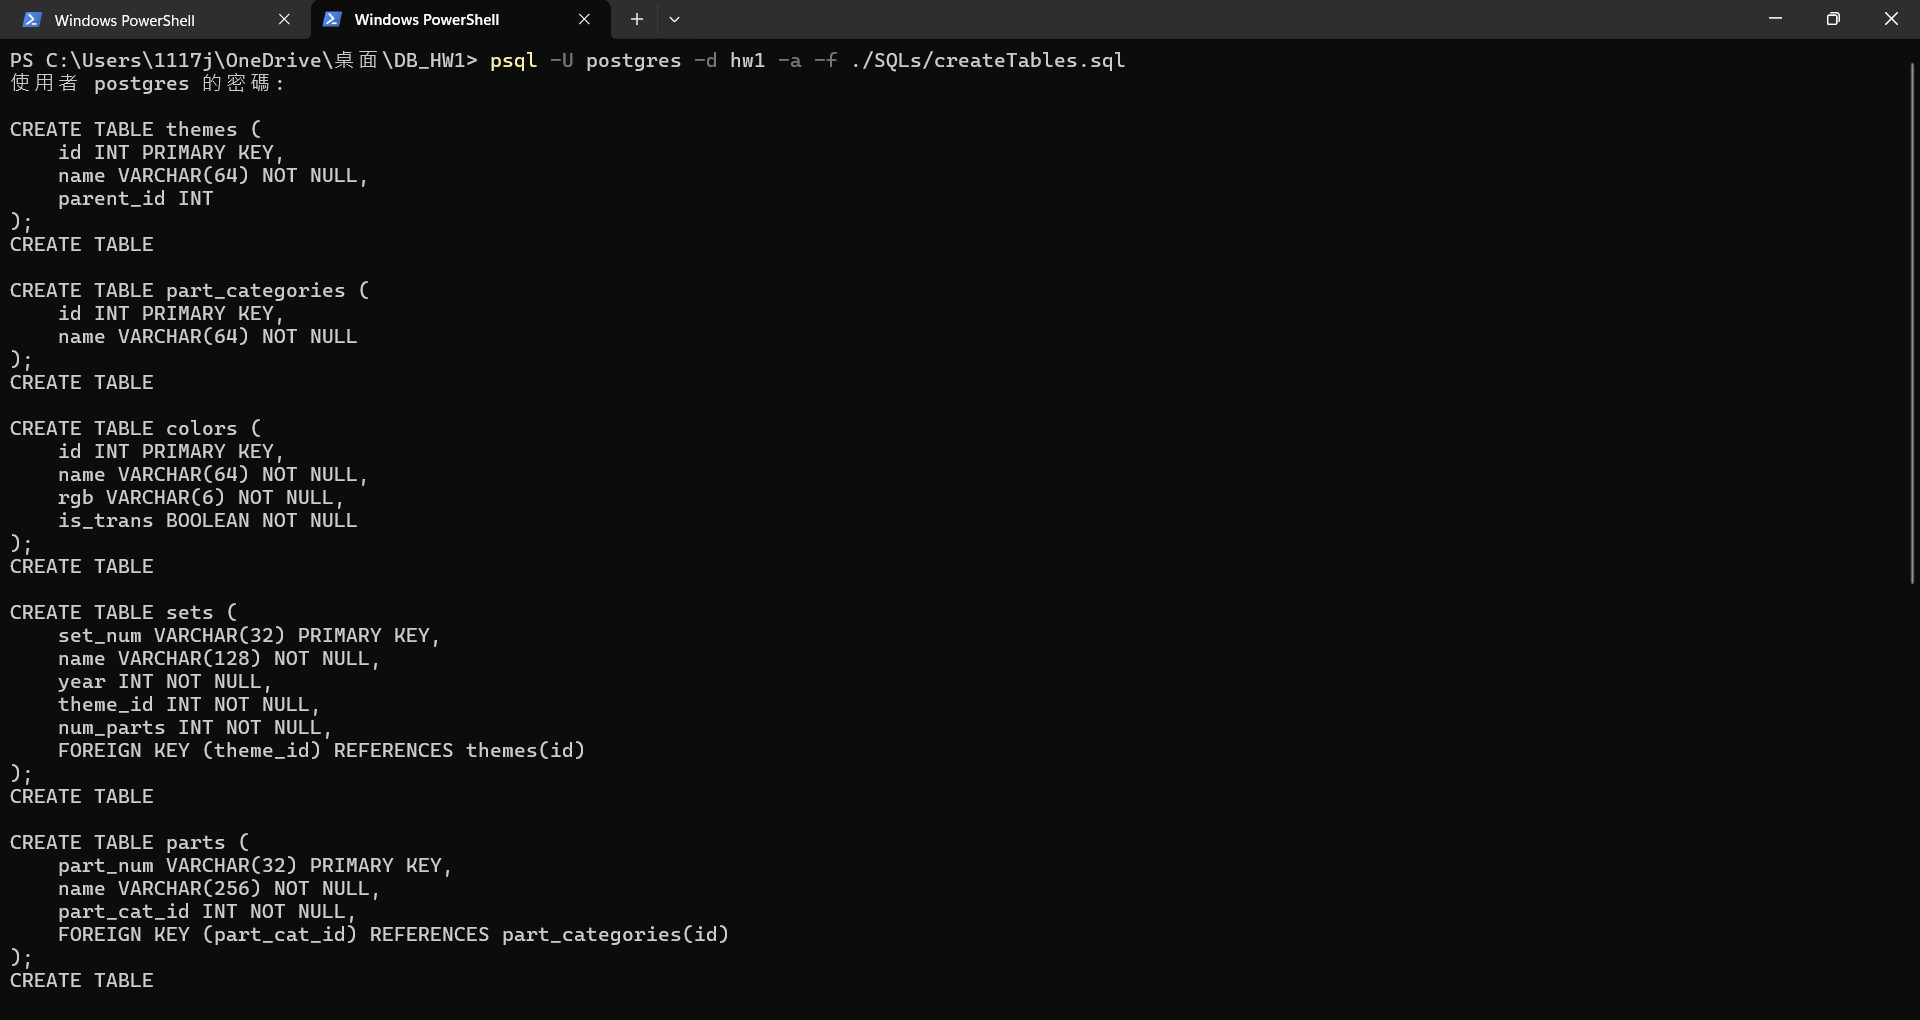 Windows PowerShell
Windows PowerShell
PS C:\Users\1117j\OneDrive\桌面\DB_HW1> psql -U postgres -d hw1 -a -f ./SQLs/createTables.sql
使用者 postgres 的密碼:
CREATE TABLE themes (
    id INT PRIMARY KEY,
    name VARCHAR(64) NOT NULL,
    parent_id INT
);
CREATE TABLE
CREATE TABLE part_categories (
    id INT PRIMARY KEY,
    name VARCHAR(64) NOT NULL
);
CREATE TABLE
CREATE TABLE colors (
    id INT PRIMARY KEY,
    name VARCHAR(64) NOT NULL,
    rgb VARCHAR(6) NOT NULL,
    is_trans BOOLEAN NOT NULL
);
CREATE TABLE
CREATE TABLE sets (
    set_num VARCHAR(32) PRIMARY KEY,
    name VARCHAR(128) NOT NULL,
    year INT NOT NULL,
    theme_id INT NOT NULL,
    num_parts INT NOT NULL,
    FOREIGN KEY (theme_id) REFERENCES themes(id)
);
CREATE TABLE
CREATE TABLE parts (
    part_num VARCHAR(32) PRIMARY KEY,
    name VARCHAR(256) NOT NULL,
    part_cat_id INT NOT NULL,
    FOREIGN KEY (part_cat_id) REFERENCES part_categories(id)
);
CREATE TABLE